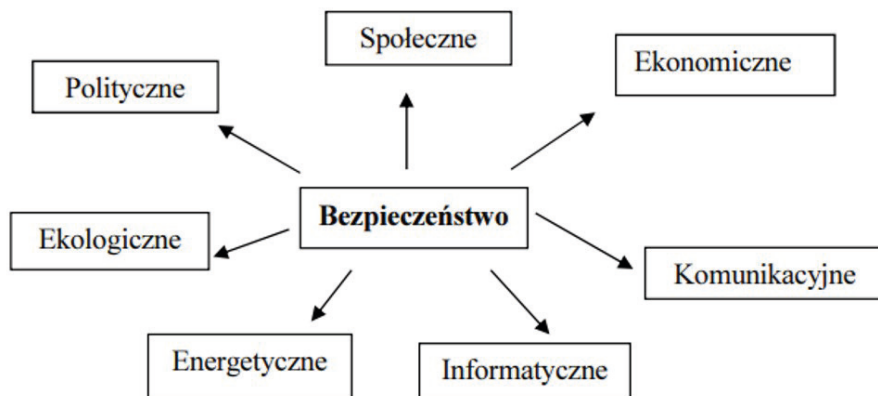 Społeczne
Ekonomiczne
Polityczne
Bezpieczeństwo
Ekologiczne
Komunikacyjne
Energetyczne
Informatyczne